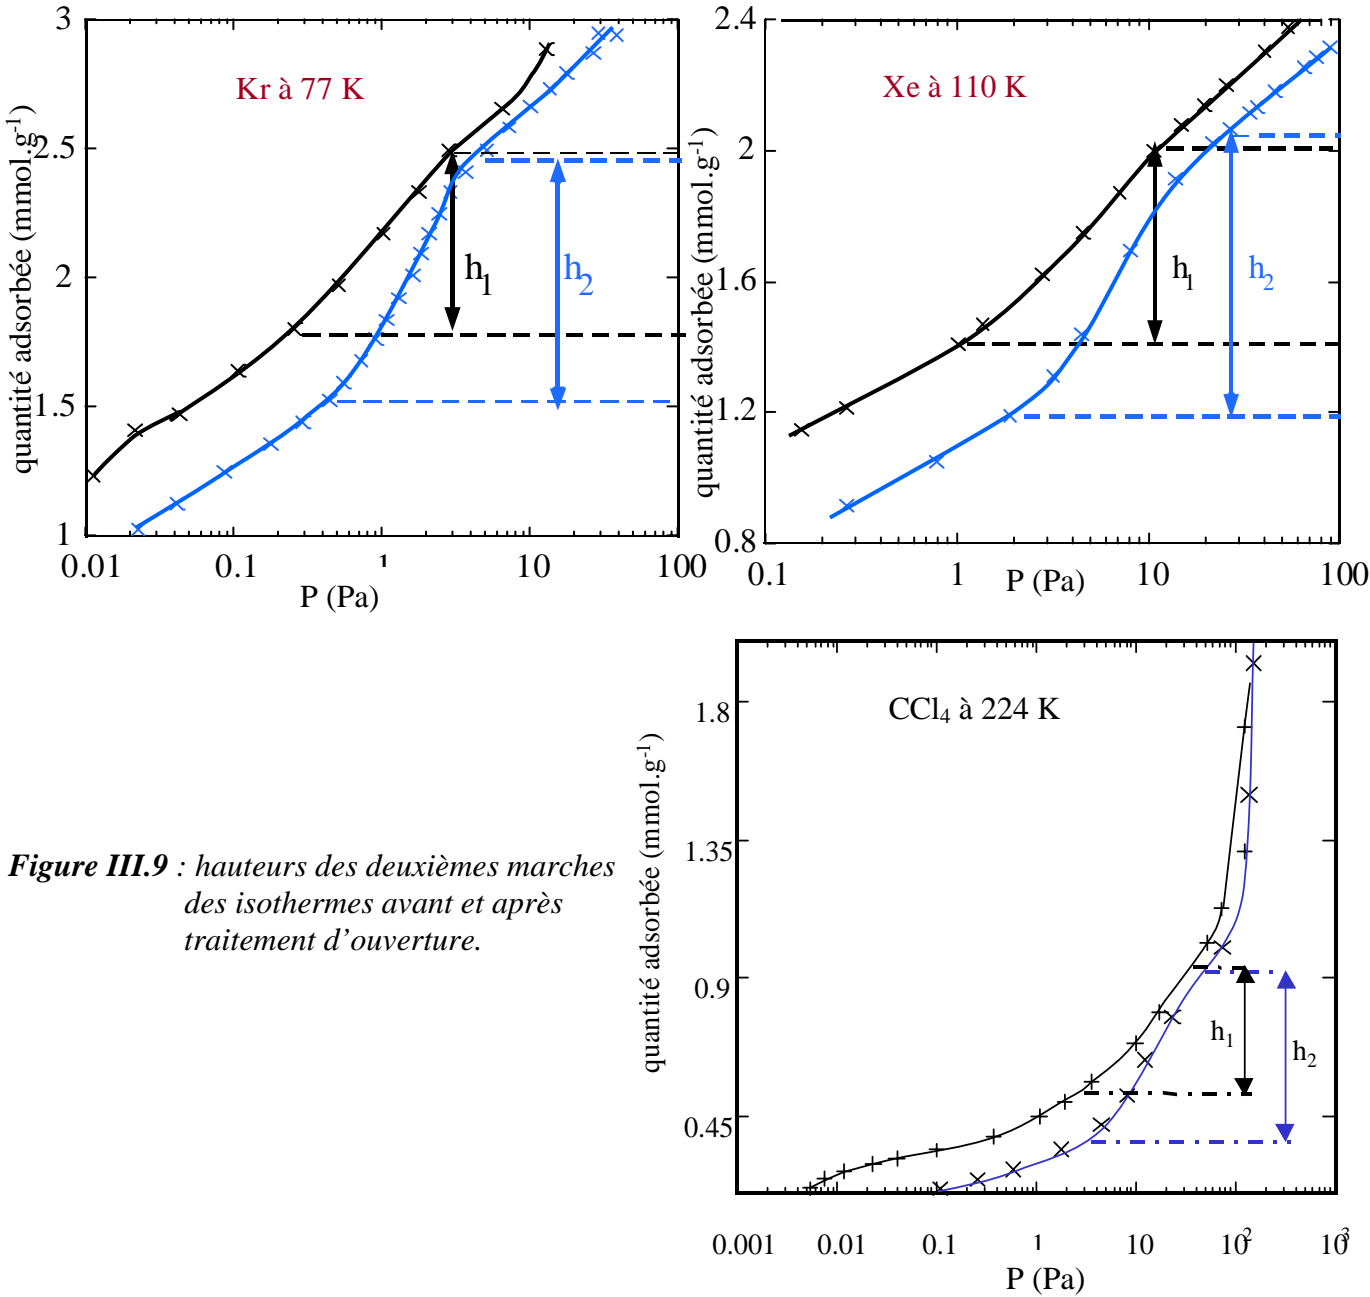 Kr à 77 K
quantité adsorbée (mmol.g-1)
3
2.5
2
1.5
1
0.01 0.1 1 10 100
P (Pa)
h1
h2
Xe à 110 K
quantité adsorbée (mmol.g-1)
2.4
2
1.6
1.2
0.8
0.1 1 10 100
P (Pa)
h1
h2
CCl4 à 224 K
quantité adsorbée (mmol.g-1)
1.8
1.35
0.9
0.45
0.001 0.01 0.1 1 10 10² 10³
P (Pa)
h1
h2
Figure III.9 : hauteurs des deuxièmes marches
des isothermes avant et après
traitement d'ouverture.